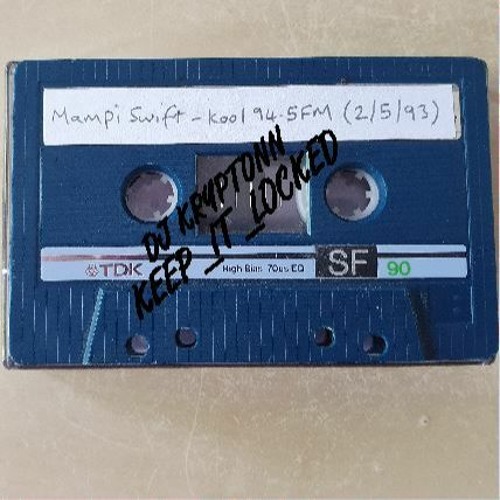 Mampi Swift - Kool 94.5FM (2/5/93)
DJ KRYPTONN
KEEP_IT_LOCKED
TDK High Bias 70μs EQ SF 90